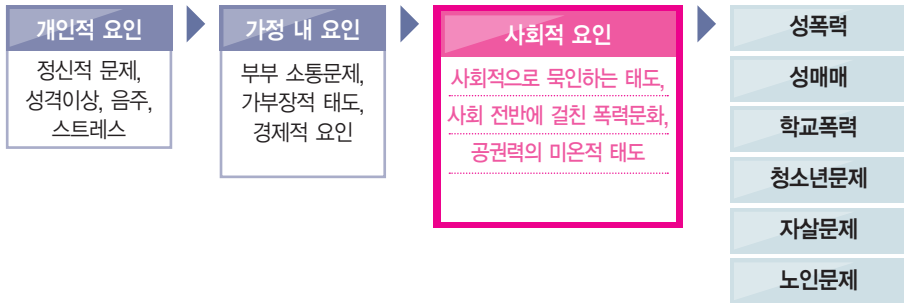 개인적 요인
정신적 문제,
성격이상, 음주,
스트레스
가정 내 요인
부부 소통문제,
가부장적 태도,
경제적 요인
사회적 요인
사회적으로 묵인하는 태도,
사회 전반에 걸친 폭력문화,
공권력의 미온적 태도
성폭력
성매매
학교폭력
청소년문제
자살문제
노인문제